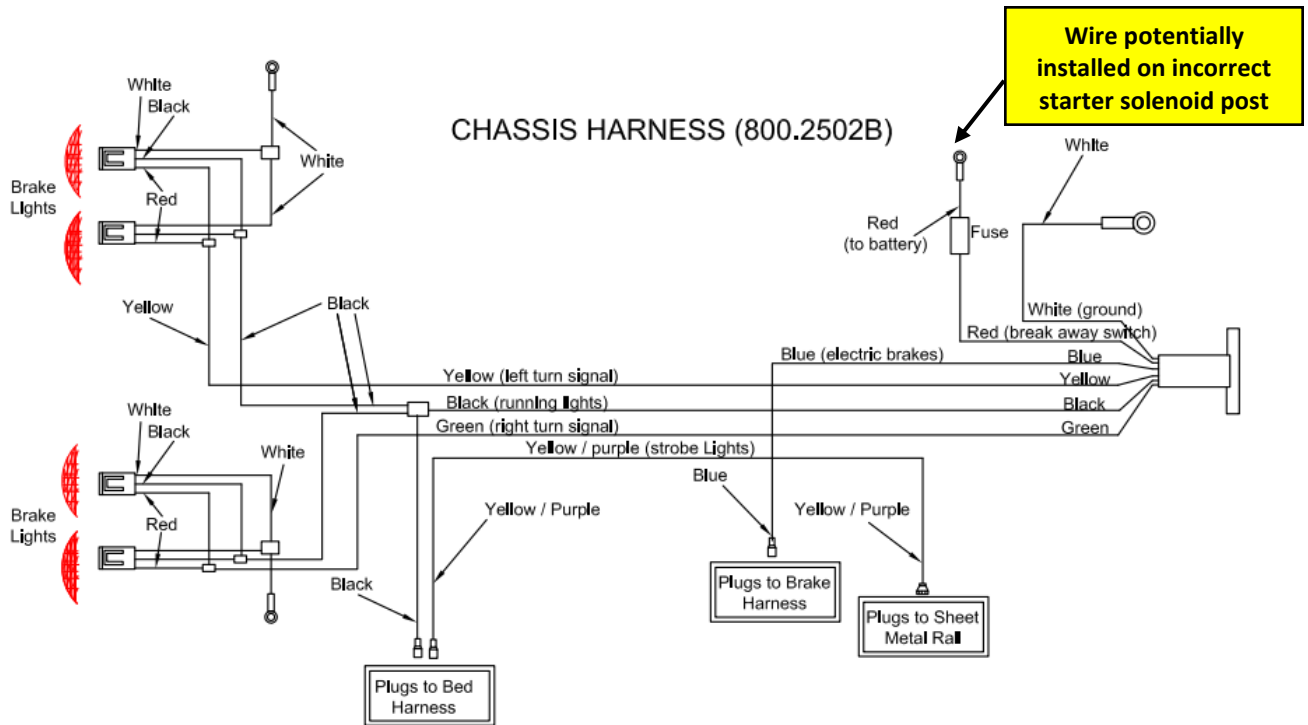 Wire potentially
installed on incorrect
starter solenoid post
CHASSIS HARNESS (800.2502B)
White
Black
White
Red
Brake
Lights
White
Red
(to battery)
Fuse
Yellow
Black
White (ground)
Red (break away switch)
Blue (electric brakes)
Blue
Yellow (left turn signal)
Yellow
Black (running lights)
Black
Green (right turn signal)
Green
Yellow / purple (strobe Lights)
White
Black
White
Red
Brake
Lights
Blue
Yellow / Purple
Yellow / Purple
Black
Plugs to Brake
Harness
Plugs to Sheet
Metal Rail
Plugs to Bed
Harness